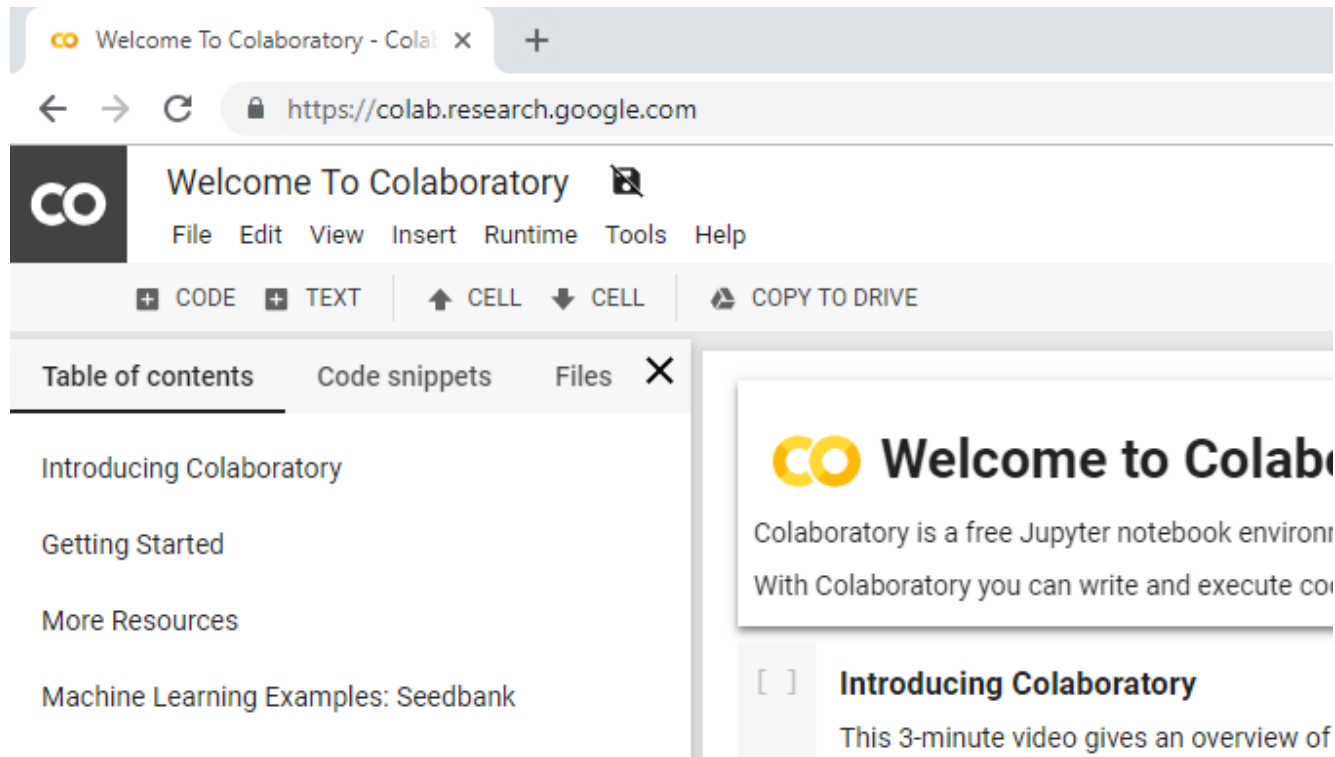 Welcome To Colaboratory - Cola
https://colab.research.google.com
CO Welcome To Colaboratory
File Edit View Insert Runtime Tools Help
CODE TEXT CELL CELL COPY TO DRIVE
Table of contents Code snippets Files
Introducing Colaboratory
Getting Started
More Resources
Machine Learning Examples: Seedbank
CO Welcome to Colabo
Colaboratory is a free Jupyter notebook environ
With Colaboratory you can write and execute co
[ ] Introducing Colaboratory
This 3-minute video gives an overview of